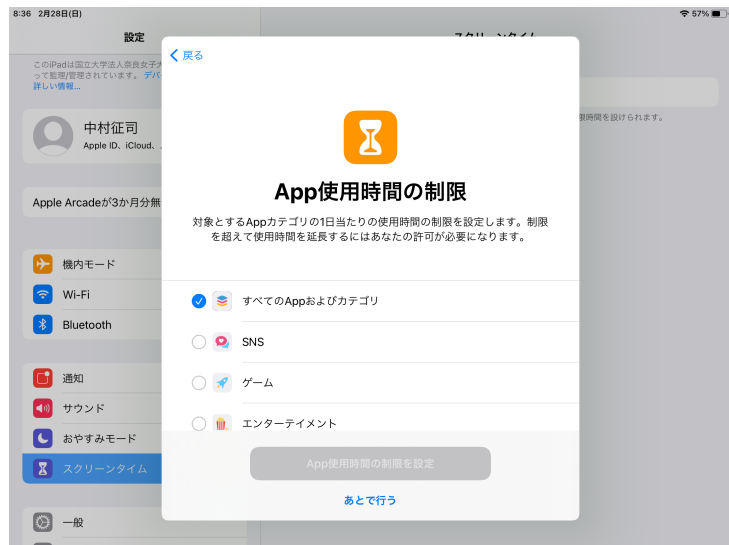 8:36 2月28日(日)
57%
設定
このiPadは国立大学法人奈良女子大
って監理/管理されています。デバ
詳しい情報...
中村征司
Apple ID、iCloud、
Apple Arcadeが3か月分無
機内モード
Wi-Fi
Bluetooth
通知
サウンド
おやすみモード
スクリーンタイム
一般
スクリーンタイム
限時間を設けられます。
戻る
App使用時間の制限
対象とするAppカテゴリの1日当たりの使用時間の制限を設定します。制限
を超えて使用時間を延長するにはあなたの許可が必要になります。
すべてのAppおよびカテゴリ
SNS
ゲーム
エンターテイメント
App使用時間の制限を設定
あとで行う